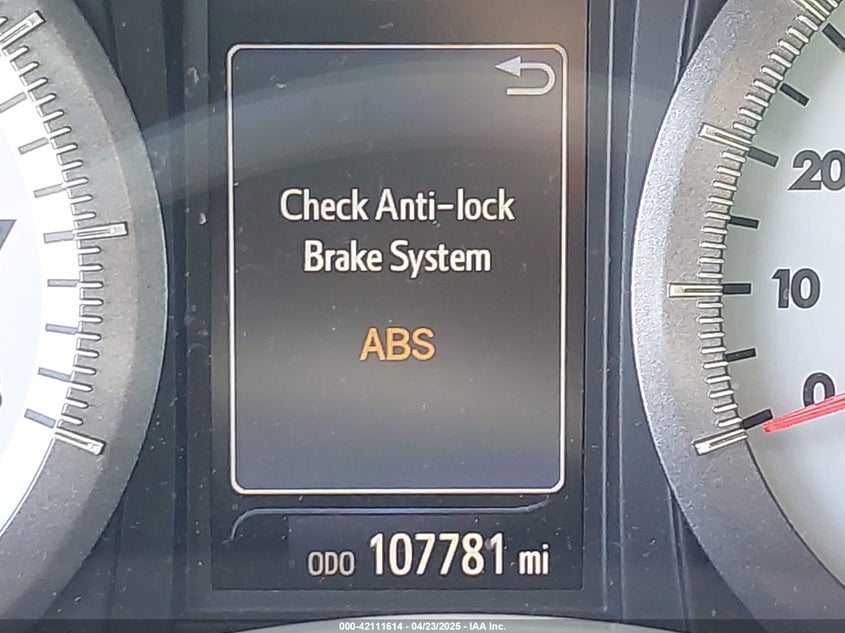 Check Anti-lock
Brake System
ABS
20
10
0
ODO 107781 mi
000-42111614 - 04/23/2025 - IAA Inc.